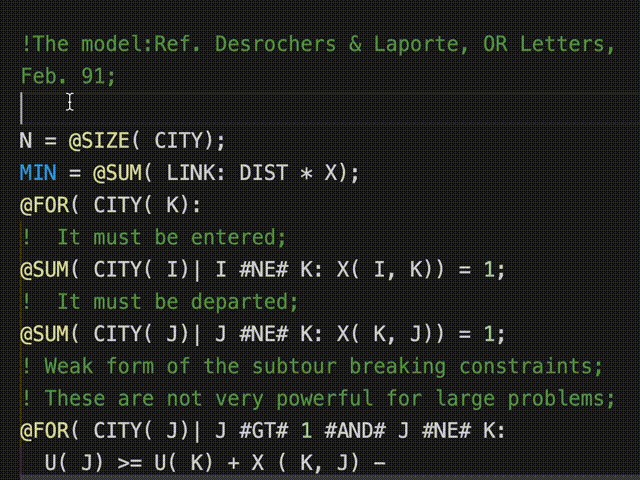 !The model:Ref. Desrochers & Laporte, OR Letters,
Feb. 91;
N = @SIZE( CITY);
MIN = @SUM( LINK: DIST * X);
@FOR( CITY( K):
!  It must be entered;
@SUM( CITY( I)| I #NE# K: X( I, K)) = 1;
!  It must be departed;
@SUM( CITY( J)| J #NE# K: X( K, J)) = 1;
! Weak form of the subtour breaking constraints;
! These are not very powerful for large problems;
@FOR( CITY( J)| J #GT# 1 #AND# J #NE# K:
  U( J) >= U( K) + X ( K, J) −